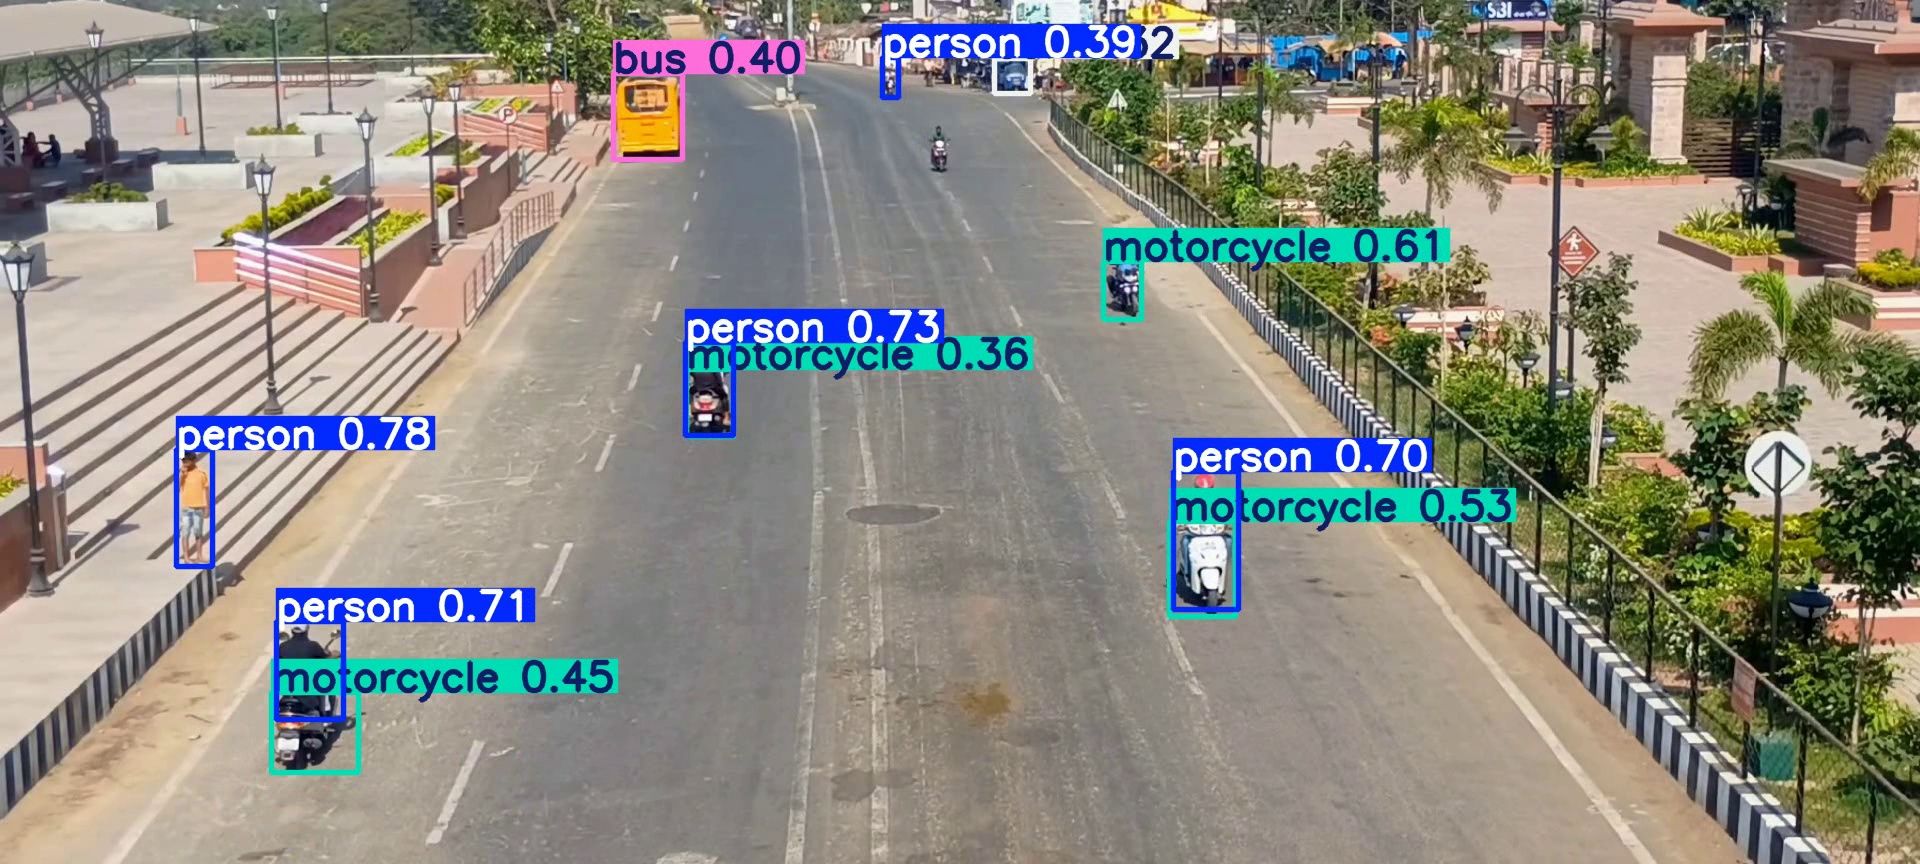 SBI
bus 0.40
person 0.39
2
motorcycle 0.61
person 0.73
motorcycle 0.36
person 0.78
person 0.70
motorcycle 0.53
person 0.71
motorcycle 0.45